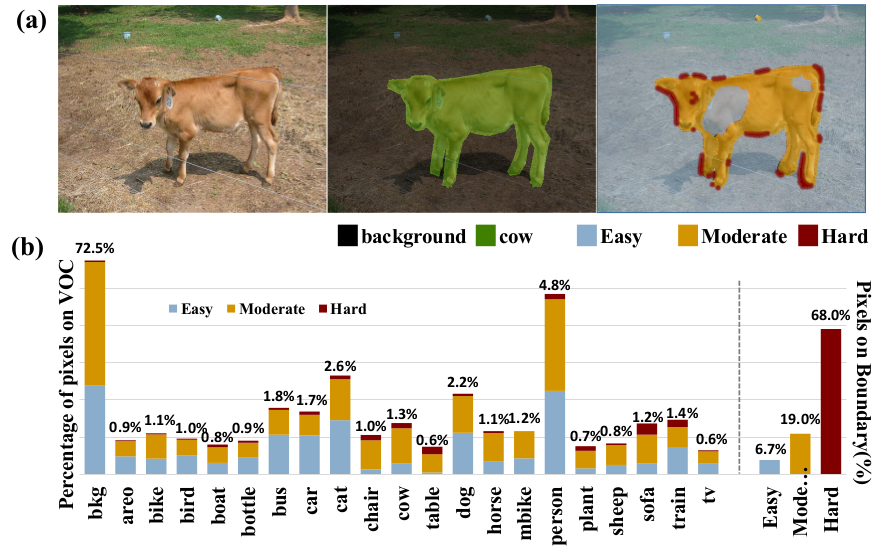 (a)
background cow Easy Moderate Hard
(b)
Percentage of pixels on VOC
Easy Moderate Hard
72.5%
0.9%
1.1%
1.0%
0.8%
0.9%
1.8%
1.7%
2.6%
1.0%
1.3%
0.6%
2.2%
1.1%
1.2%
4.8%
0.7%
0.8%
1.2%
1.4%
0.6%
bkg
areo
bike
bird
boat
bottle
bus
car
cat
chair
cow
table
dog
horse
mbike
person
plant
sheep
sofa
train
tv
6.7%
19.0%
68.0%
Easy
Mode…
Hard
Pixels on Boundary(%)